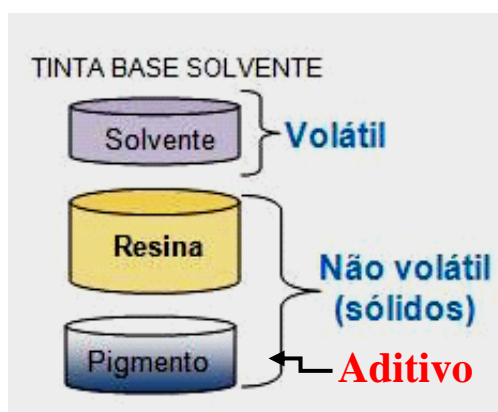 TINTA BASE SOLVENTE
Solvente
Volátil
Resina
Não volátil
(sólidos)
Pigmento
Aditivo